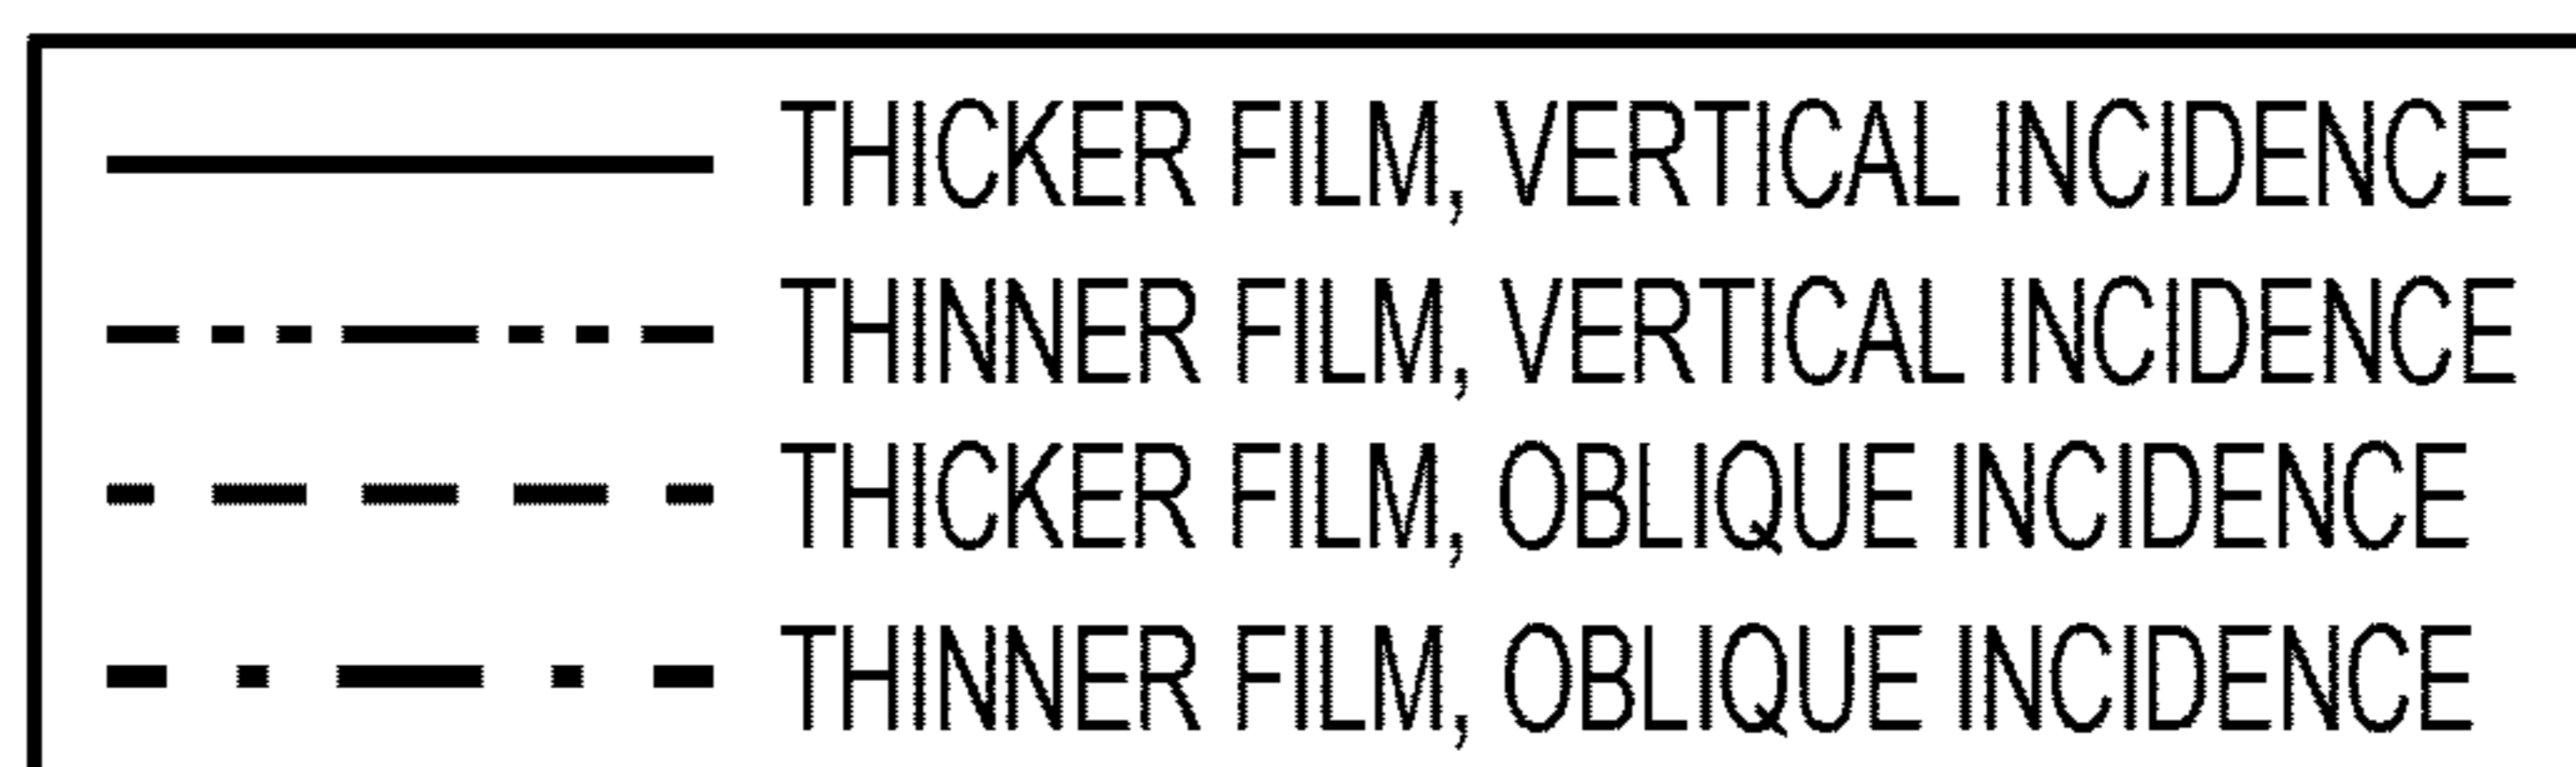 THICKER FILM, VERTICAL INCIDENCE
THINNER FILM, VERTICAL INCIDENCE
THICKER FILM, OBLIQUE INCIDENCE
THINNER FILM, OBLIQUE INCIDENCE